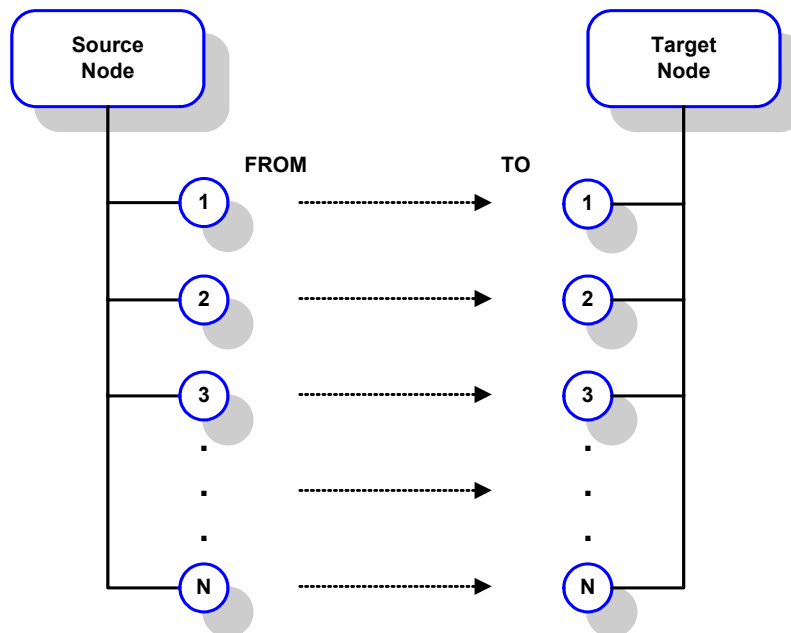 Source
Node
Target
Node
FROM
TO
1
1
2
2
3
3
.
.
.
.
.
.
N
N